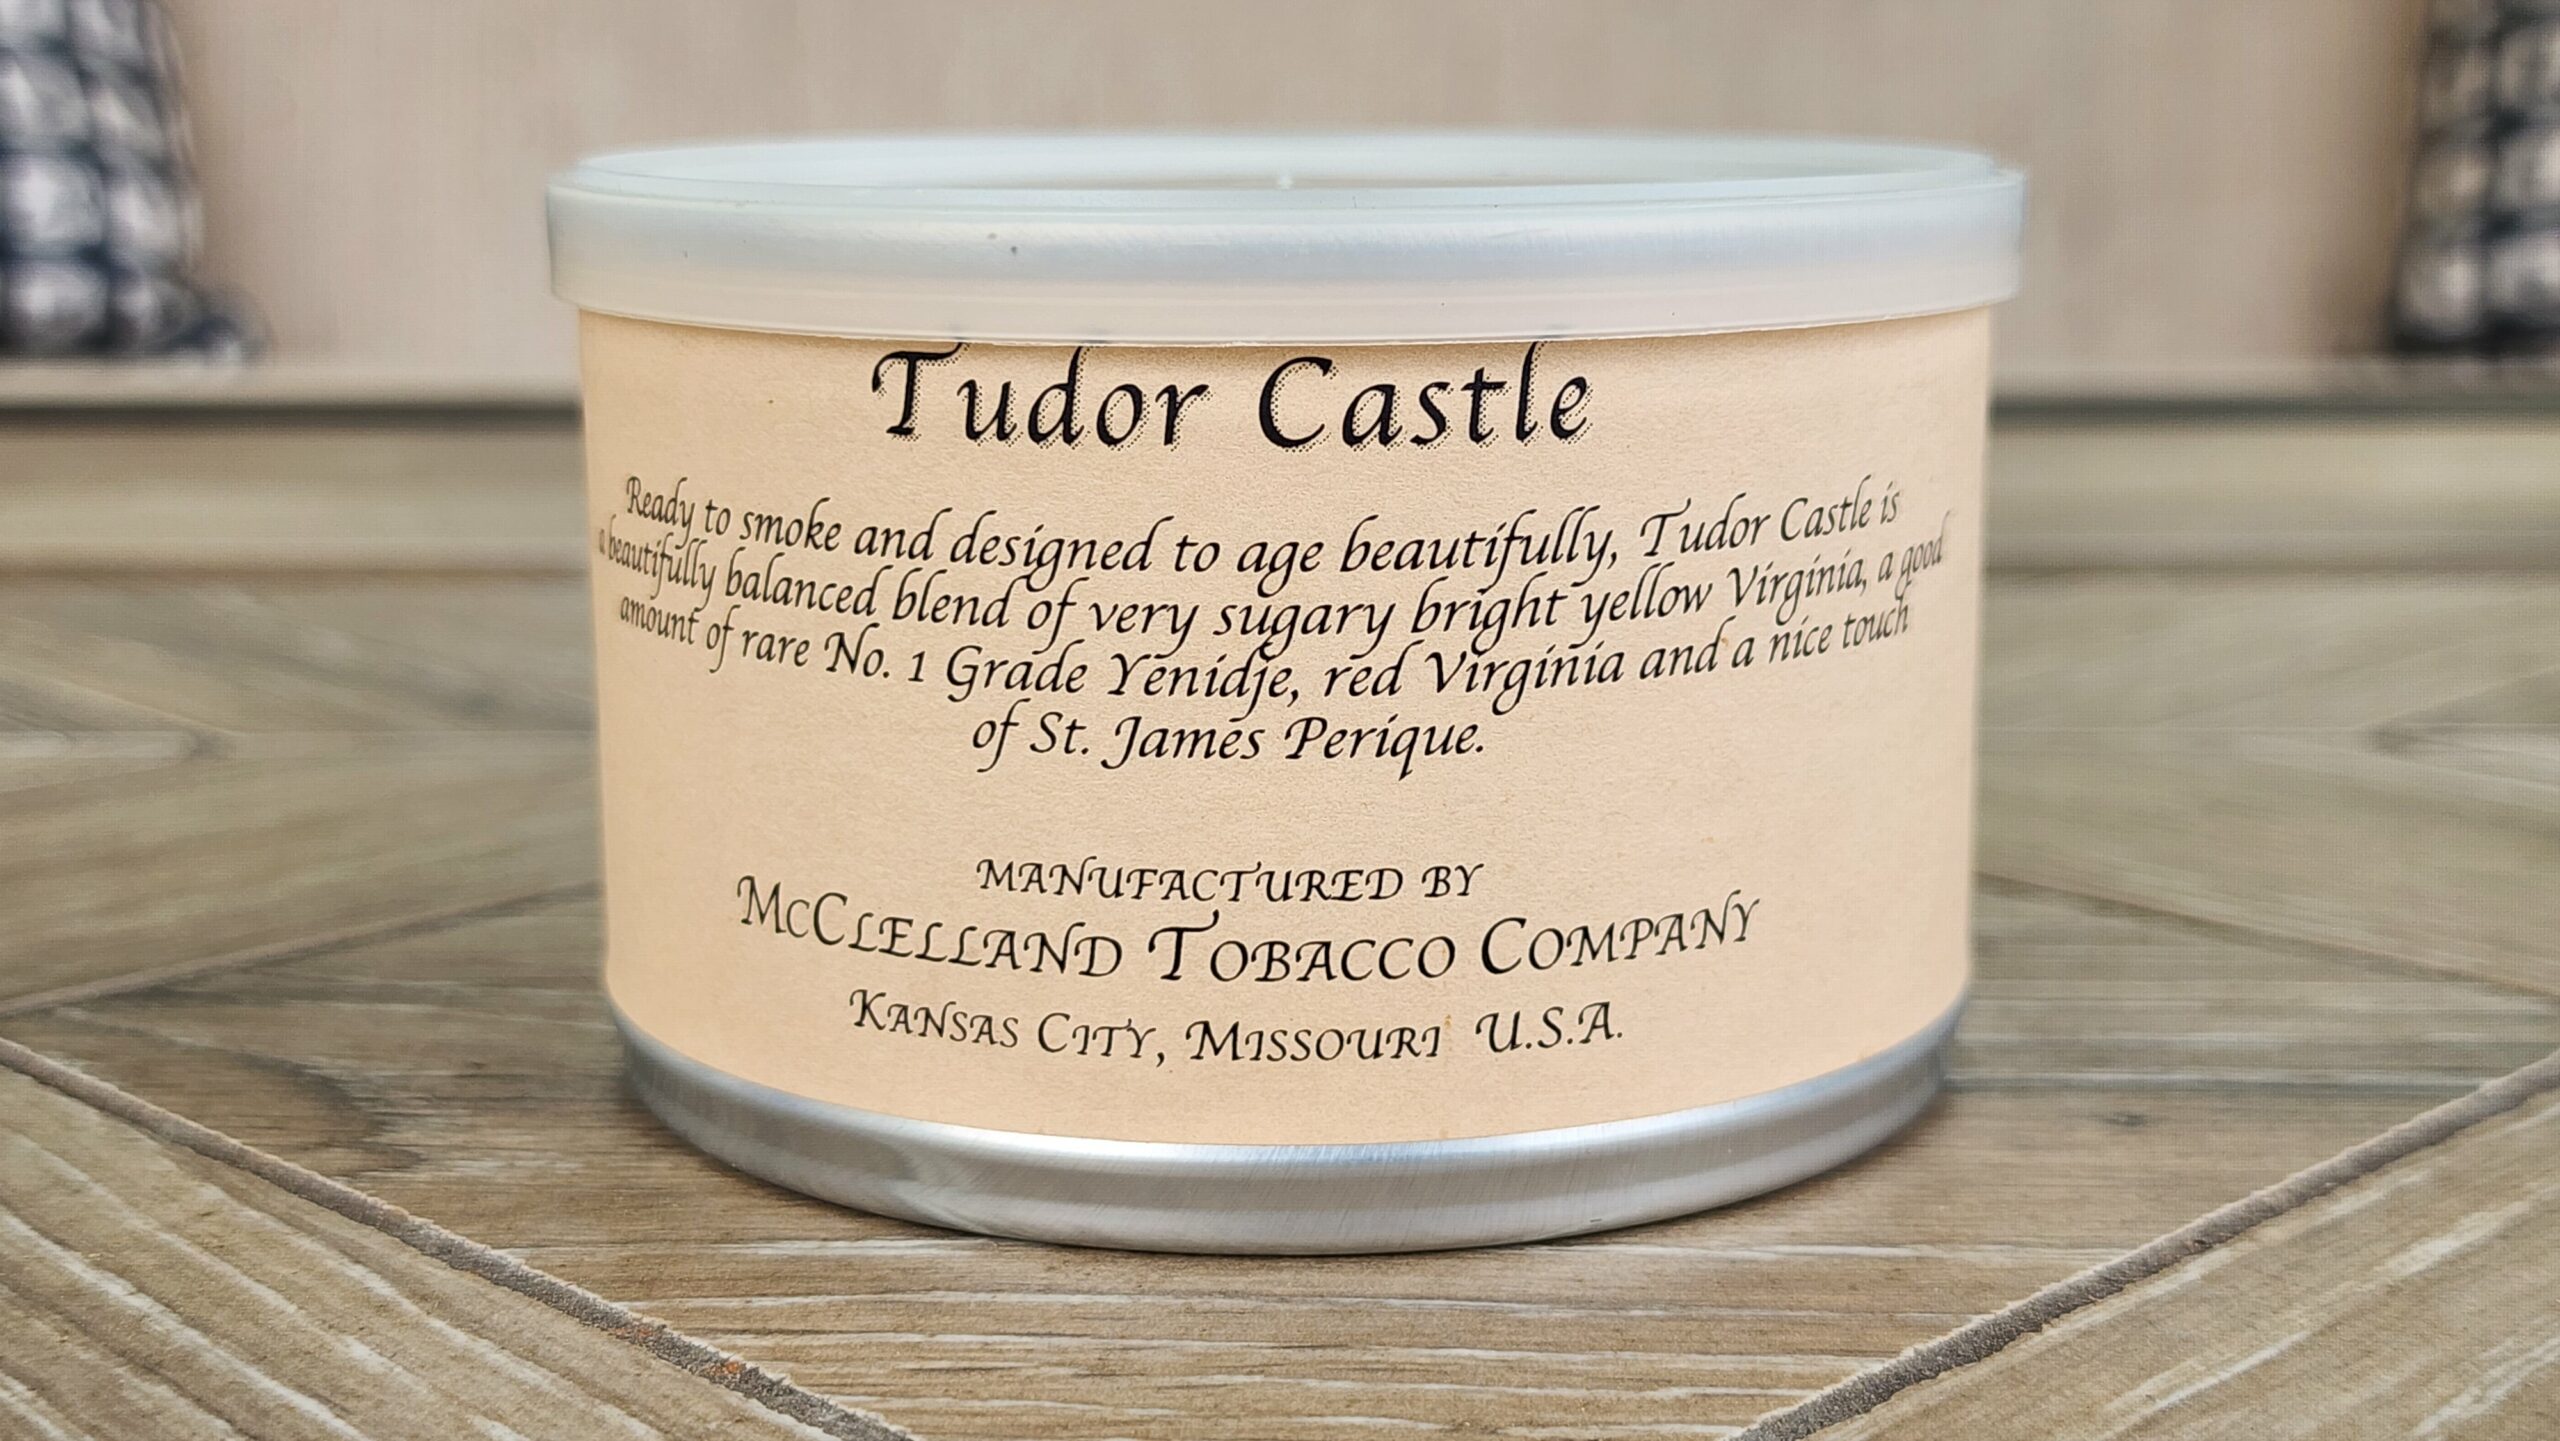 Tudor Castle
Ready to smoke and designed to age beautifully, Tudor Castle is
a beautifully balanced blend of very sugary bright yellow Virginia, a good
amount of rare No. 1 Grade Yenidje, red Virginia and a nice touch
of St. James Perique.
MANUFACTURED BY
MCCLELLAND TOBACCO COMPANY
KANSAS CITY, MISSOURI U.S.A.